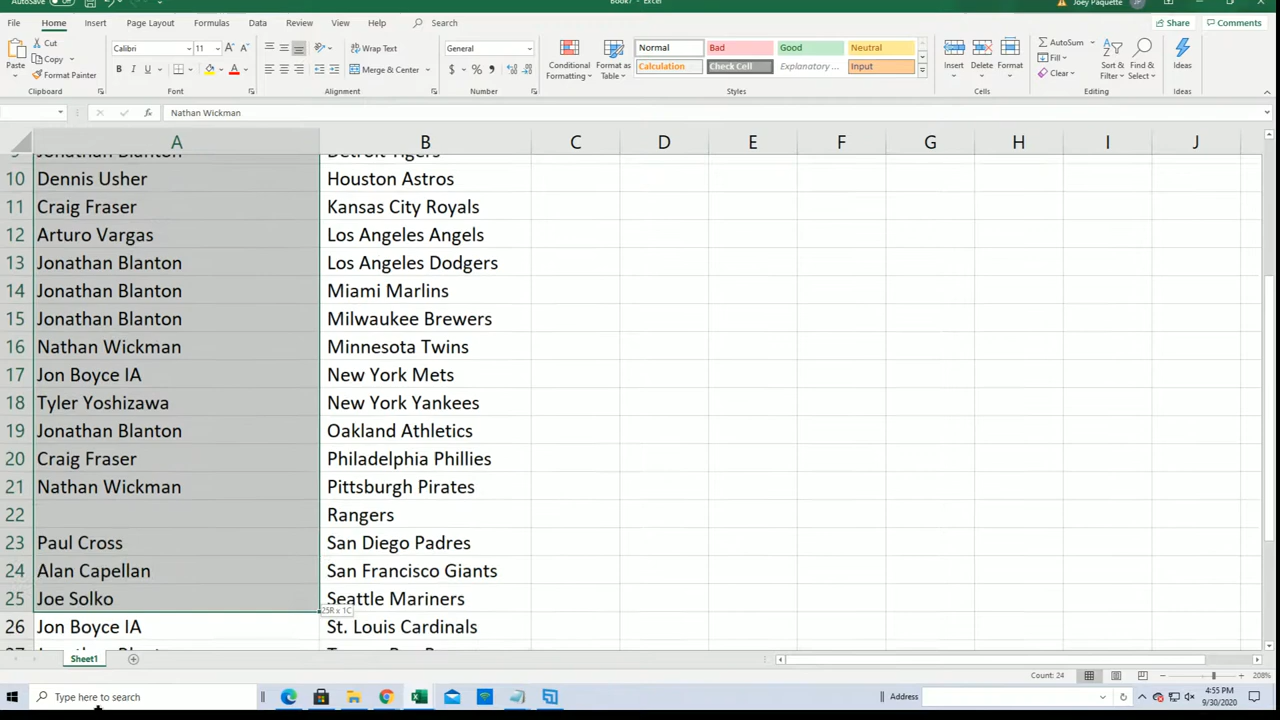 AutoSave Off
Book7 - Excel
Joey Paquette
JP
File Home Insert Page Layout Formulas Data Review View Help Search
Share Comments
Paste
Cut
Copy
Format Painter
Clipboard
Calibri 11
B I U
Font
Wrap Text
Merge & Center
Alignment
General
$ % ,
Number
Conditional Formatting
Format as Table
Normal Bad Good Neutral
Calculation Check Cell Explanatory ... Input
Styles
Insert Delete Format
Cells
AutoSum
Fill
Clear
Sort & Filter
Find & Select
Editing
Ideas
Ideas
fx Nathan Wickman
A B C D E F G H I J
9 Jonathan Blanton Detroit Tigers
10 Dennis Usher Houston Astros
11 Craig Fraser Kansas City Royals
12 Arturo Vargas Los Angeles Angels
13 Jonathan Blanton Los Angeles Dodgers
14 Jonathan Blanton Miami Marlins
15 Jonathan Blanton Milwaukee Brewers
16 Nathan Wickman Minnesota Twins
17 Jon Boyce IA New York Mets
18 Tyler Yoshizawa New York Yankees
19 Jonathan Blanton Oakland Athletics
20 Craig Fraser Philadelphia Phillies
21 Nathan Wickman Pittsburgh Pirates
22 Rangers
23 Paul Cross San Diego Padres
24 Alan Capellan San Francisco Giants
25 Joe Solko Seattle Mariners
25R x 1C
26 Jon Boyce IA St. Louis Cardinals
27
Sheet1
Count: 24
208%
Type here to search
Address
4:55 PM
9/30/2020